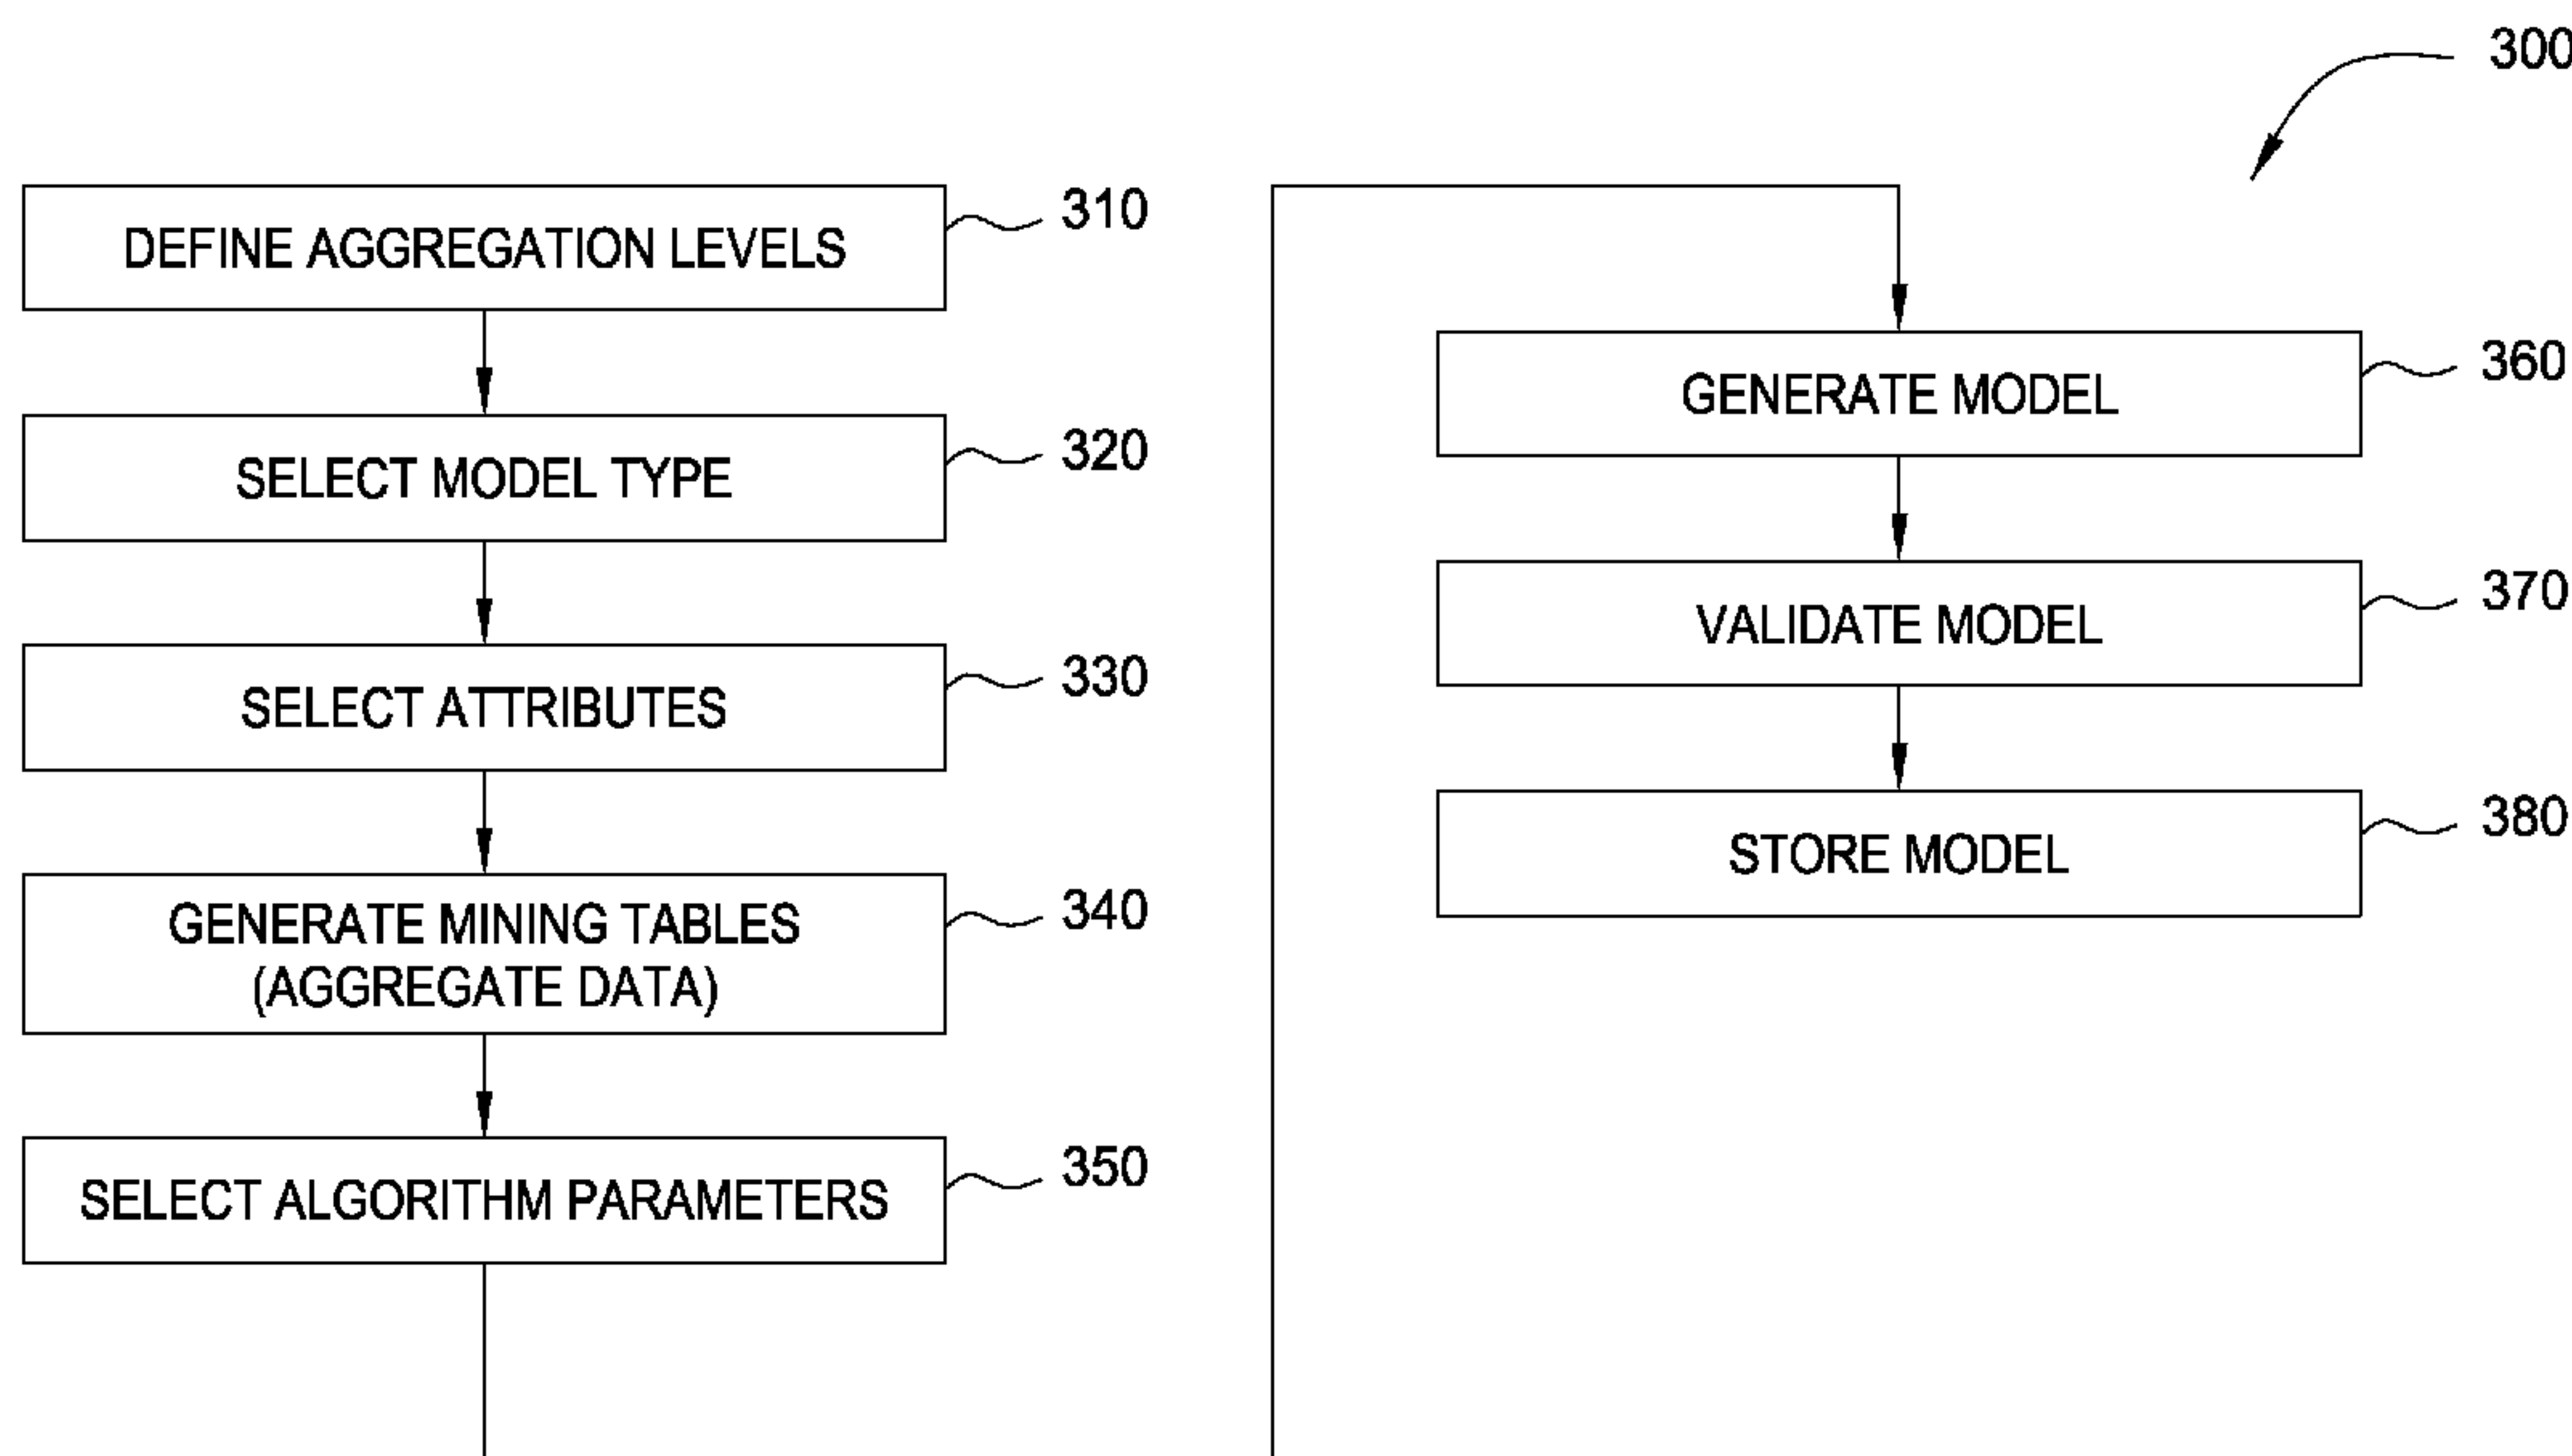 300
DEFINE AGGREGATION LEVELS
310
SELECT MODEL TYPE
320
SELECT ATTRIBUTES
330
GENERATE MINING TABLES
(AGGREGATE DATA)
340
SELECT ALGORITHM PARAMETERS
350
GENERATE MODEL
360
VALIDATE MODEL
370
STORE MODEL
380